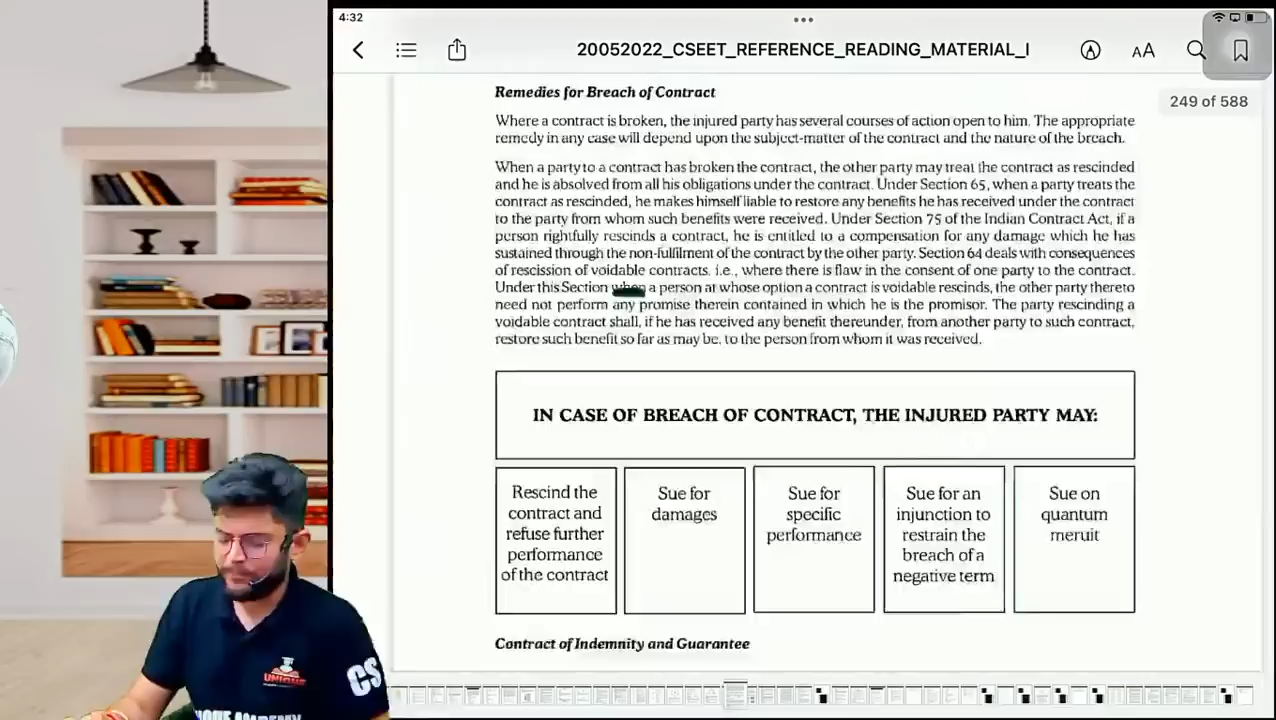 4:32
20052022_CSEET_REFERENCE_READING_MATERIAL_I
AA
249 of 588
Remedies for Breach of Contract
Where a contract is broken, the injured party has several courses of action open to him. The appropriate
remedy in any case will depend upon the subject-matter of the contract and the nature of the breach.
When a party to a contract has broken the contract, the other party may treat the contract as rescinded
and he is absolved from all his obligations under the contract. Under Section 65, when a party treats the
contract as rescinded, he makes himself liable to restore any benefits he has received under the contract
to the party from whom such benefits were received. Under Section 75 of the Indian Contract Act, if a
person rightfully rescinds a contract, he is entitled to a compensation for any damage which he has
sustained through the non-fulfilment of the contract by the other party. Section 64 deals with consequences
of rescission of voidable contracts. i.e., where there is flaw in the consent of one party to the contract.
Under this Section when a person at whose option a contract is voidable rescinds, the other party thereto
need not perform any promise therein contained in which he is the promisor. The party rescinding a
voidable contract shall, if he has received any benefit thereunder, from another party to such contract,
restore such benefit so far as may be, to the person from whom it was received.
IN CASE OF BREACH OF CONTRACT, THE INJURED PARTY MAY:
Rescind the
contract and
refuse further
performance
of the contract
Sue for
damages
Sue for
specific
performance
Sue for an
injunction to
restrain the
breach of a
negative term
Sue on
quantum
meruit
Contract of Indemnity and Guarantee
UNIQUE
CS